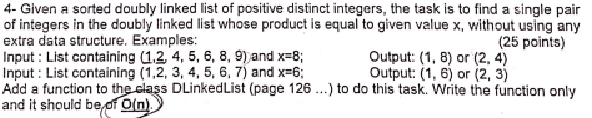 4- Given a sorted doubly linked list of positive distinct integers, the task is to find a single pair
of integers in the doubly linked list whose product is equal to given value x, without using any
extra data structure. Examples: (25 points)
Input : List containing (1,2, 4, 5, 6, 8, 9) and x=8; Output: (1, 8) or (2, 4)
Input : List containing (1,2, 3, 4, 5, 6, 7) and x=6; Output: (1, 6) or (2, 3)
Add a function to the class DLinkedList (page 126 ...) to do this task. Write the function only
and it should be of O(n).